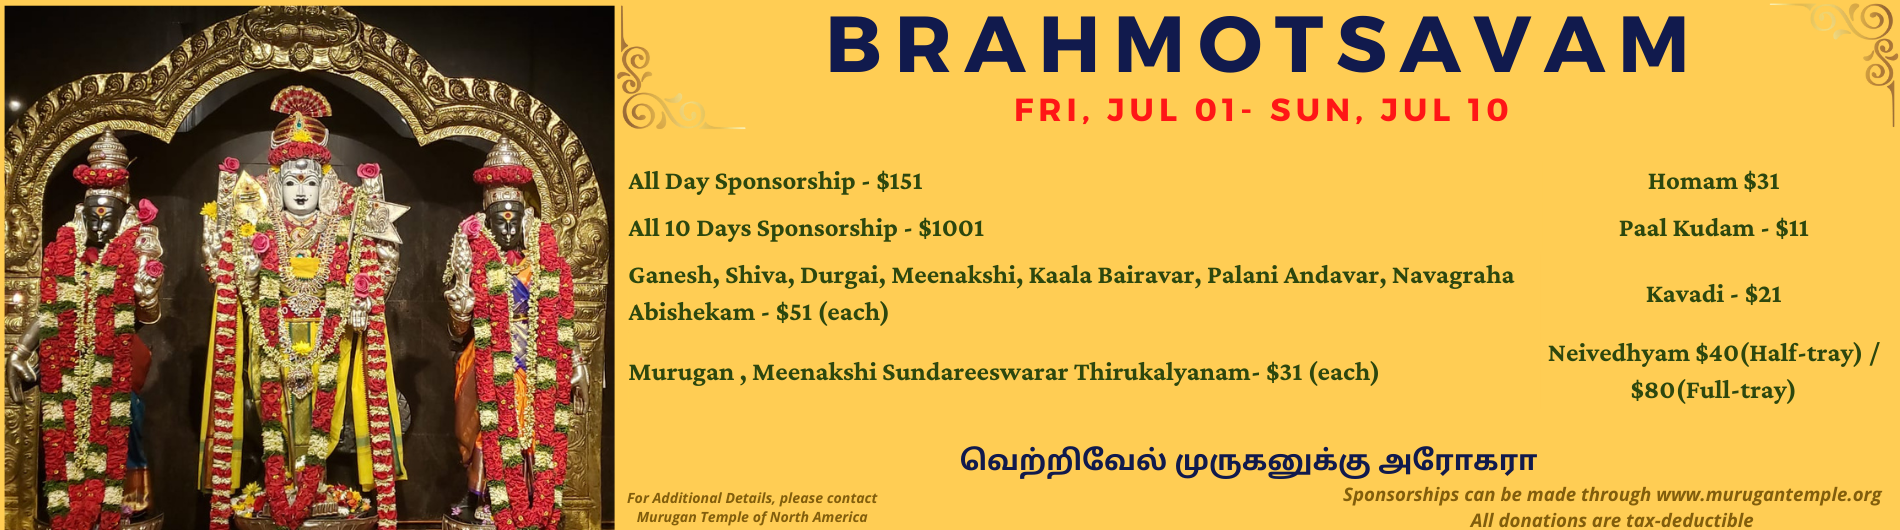 BRAHMOTSAVAM
FRI, JUL 01- SUN, JUL 10
All Day Sponsorship - $151
All 10 Days Sponsorship - $1001
Ganesh, Shiva, Durgai, Meenakshi, Kaala Bairavar, Palani Andavar, Navagraha
Abishekam - $51 (each)
Murugan , Meenakshi Sundareeswarar Thirukalyanam- $31 (each)
Homam $31
Paal Kudam - $11
Kavadi - $21
Neivedhyam $40(Half-tray) /
$80(Full-tray)
வெற்றிவேல் முருகனுக்கு அரோகரா
For Additional Details, please contact
Murugan Temple of North America
Sponsorships can be made through www.murugantemple.org
All donations are tax-deductible